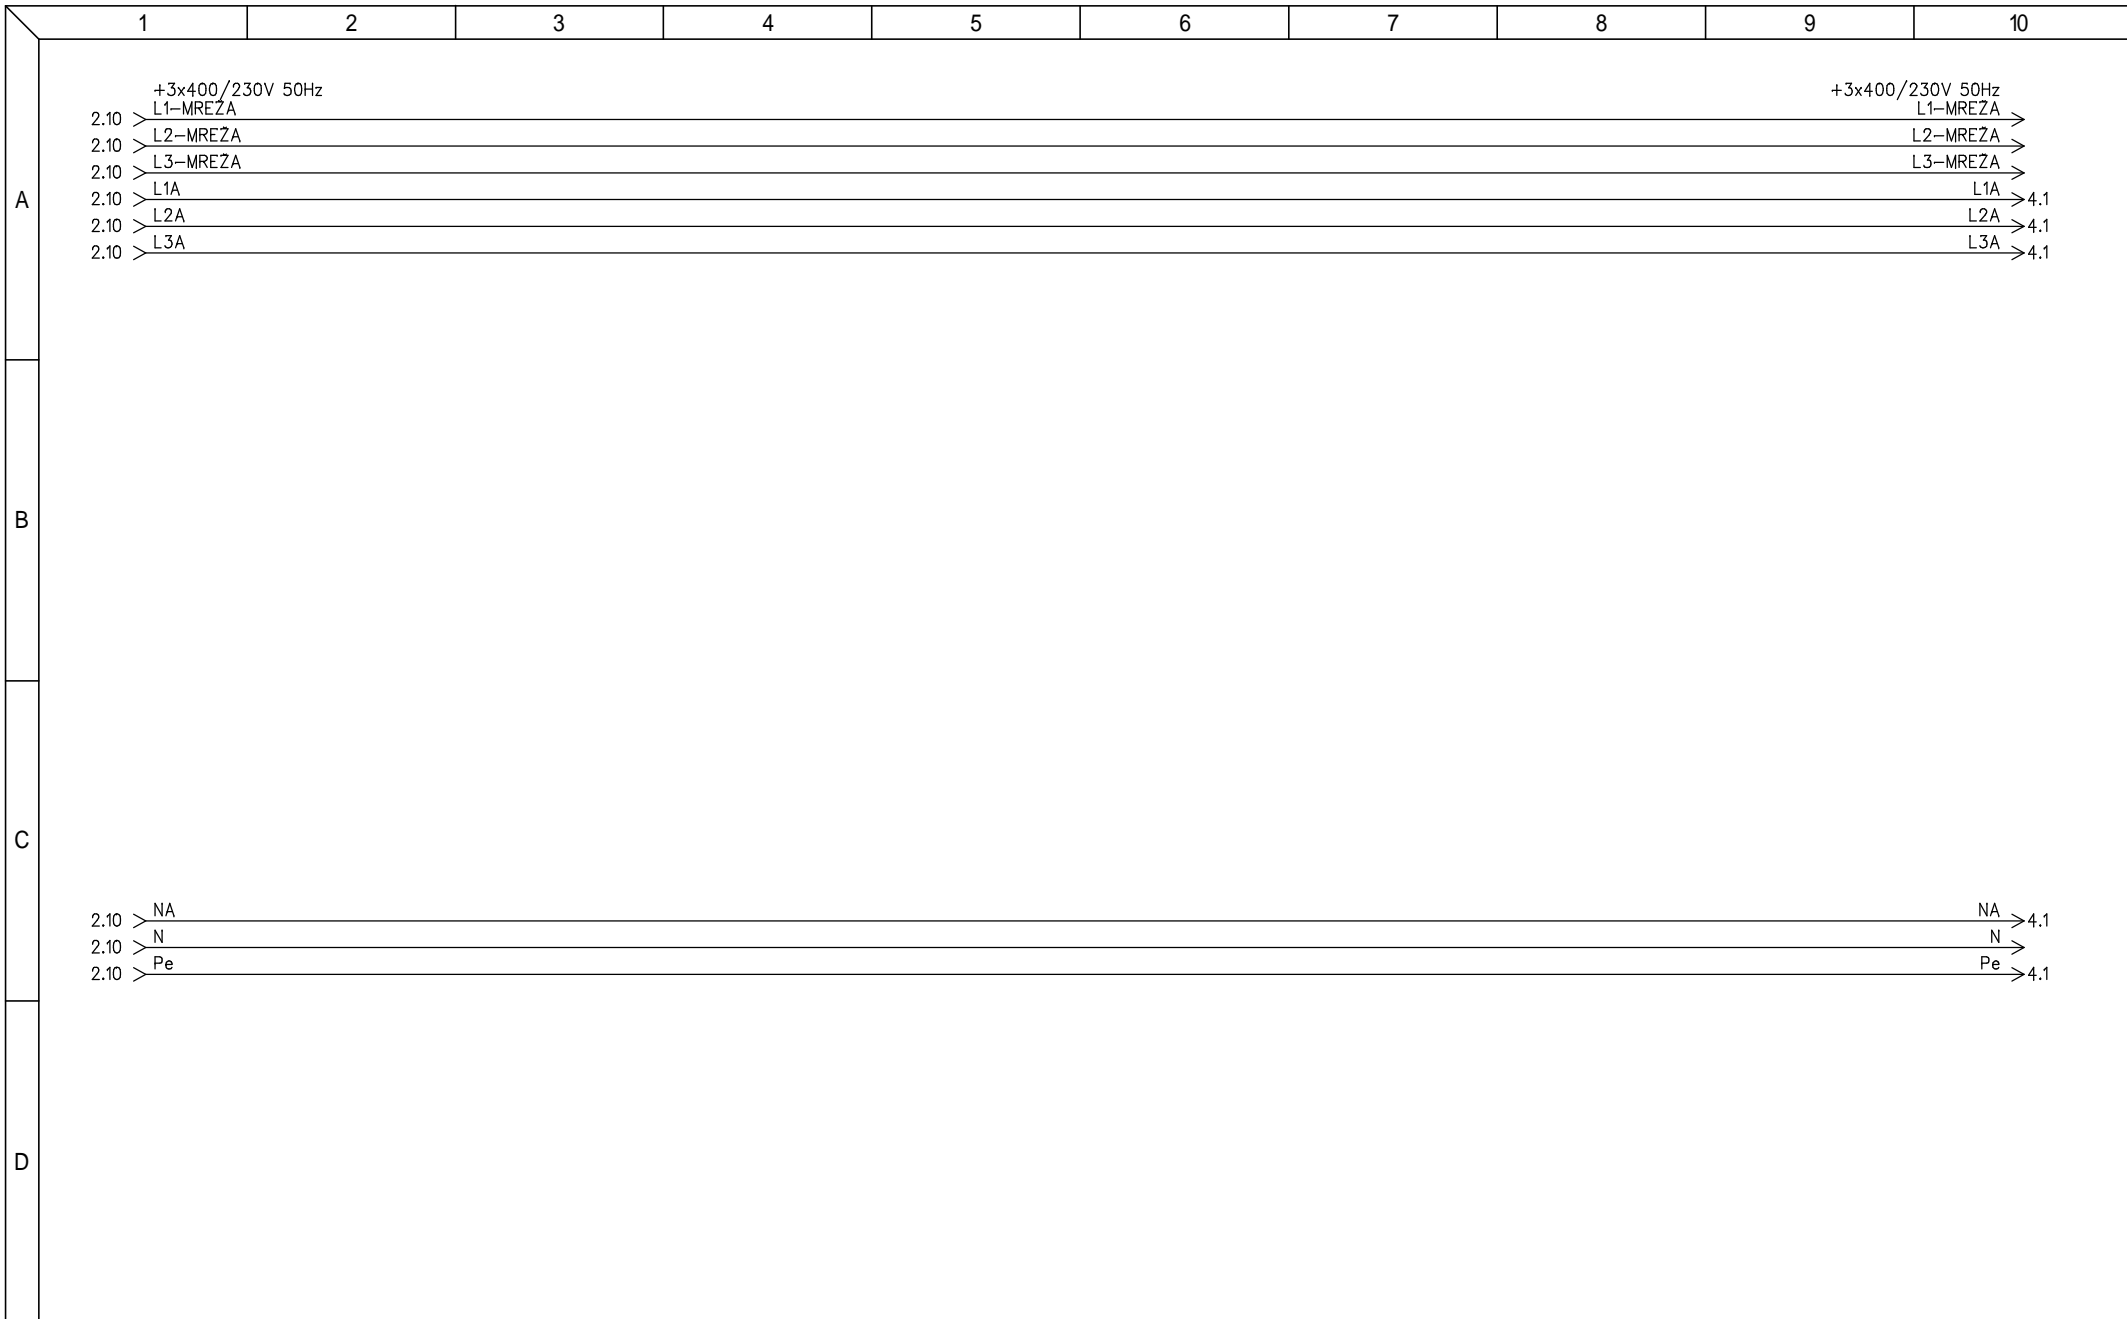 1 2 3 4 5 6 7 8 9 10
+3x400/230V 50Hz +3x400/230V 50Hz
2.10 L1-MREŽA L1-MREŽA
2.10 L2-MREŽA L2-MREŽA
2.10 L3-MREŽA L3-MREŽA
A
2.10 L1A L1A 4.1
2.10 L2A L2A 4.1
2.10 L3A L3A 4.1
B
C
2.10 NA NA 4.1
2.10 N N
2.10 Pe Pe 4.1
D